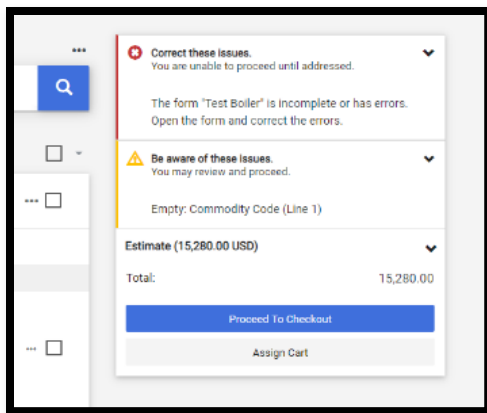 Correct these issues.
You are unable to proceed until addressed.
The form "Test Boiler" is incomplete or has errors.
Open the form and correct the errors.
Be aware of these issues.
You may review and proceed.
Empty: Commodity Code (Line 1)
Estimate (15,280.00 USD)
Total: 15,280.00
Proceed To Checkout
Assign Cart